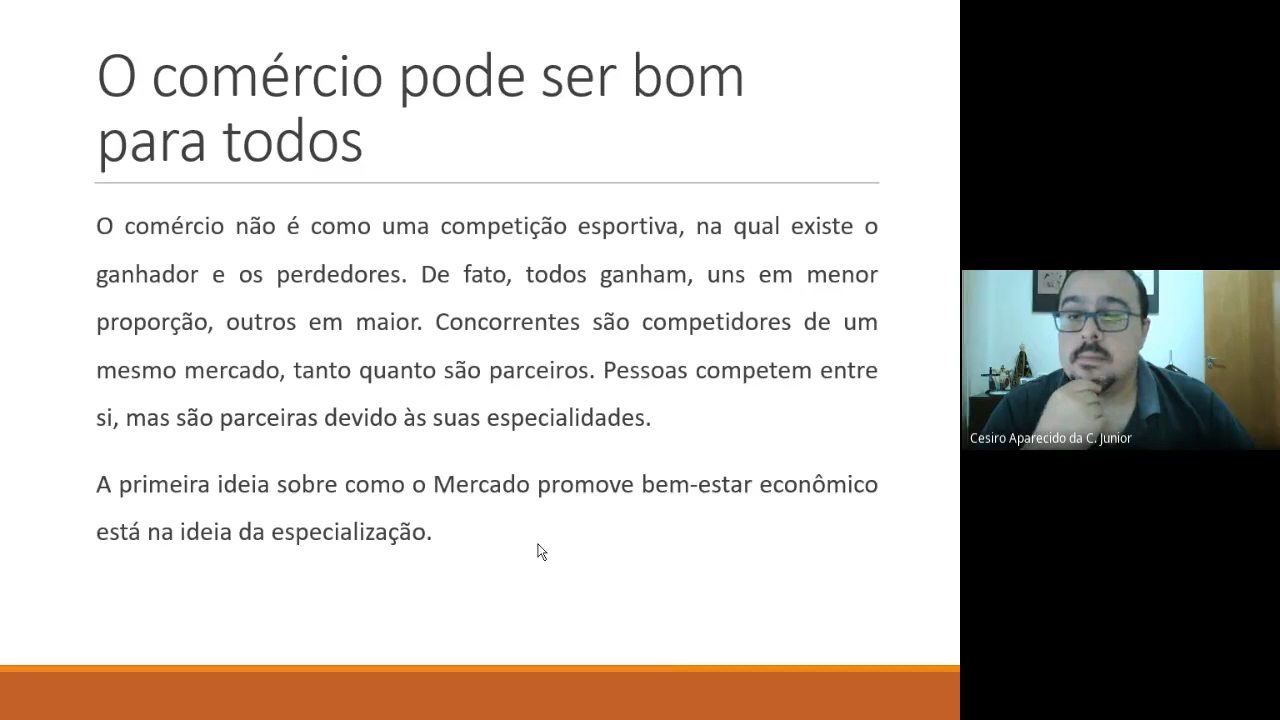 O comércio pode ser bom
para todos
O comércio não é como uma competição esportiva, na qual existe o
ganhador e os perdedores. De fato, todos ganham, uns em menor
proporção, outros em maior. Concorrentes são competidores de um
mesmo mercado, tanto quanto são parceiros. Pessoas competem entre
si, mas são parceiras devido às suas especialidades.
A primeira ideia sobre como o Mercado promove bem-estar econômico
está na ideia da especialização.
Cesiro Aparecido da C. Junior